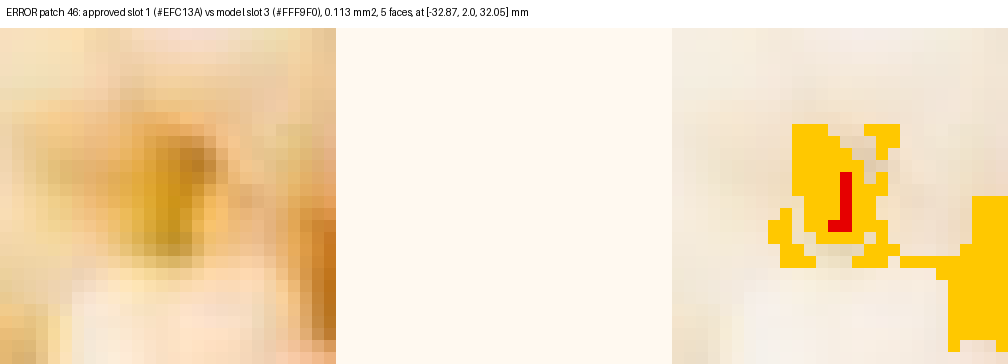 ERROR patch 46: approved slot 1 (#EFC13A) vs model slot 3 (#FFF9F0), 0.113 mm2, 5 faces, at [-32.87, 2.0, 32.05] mm